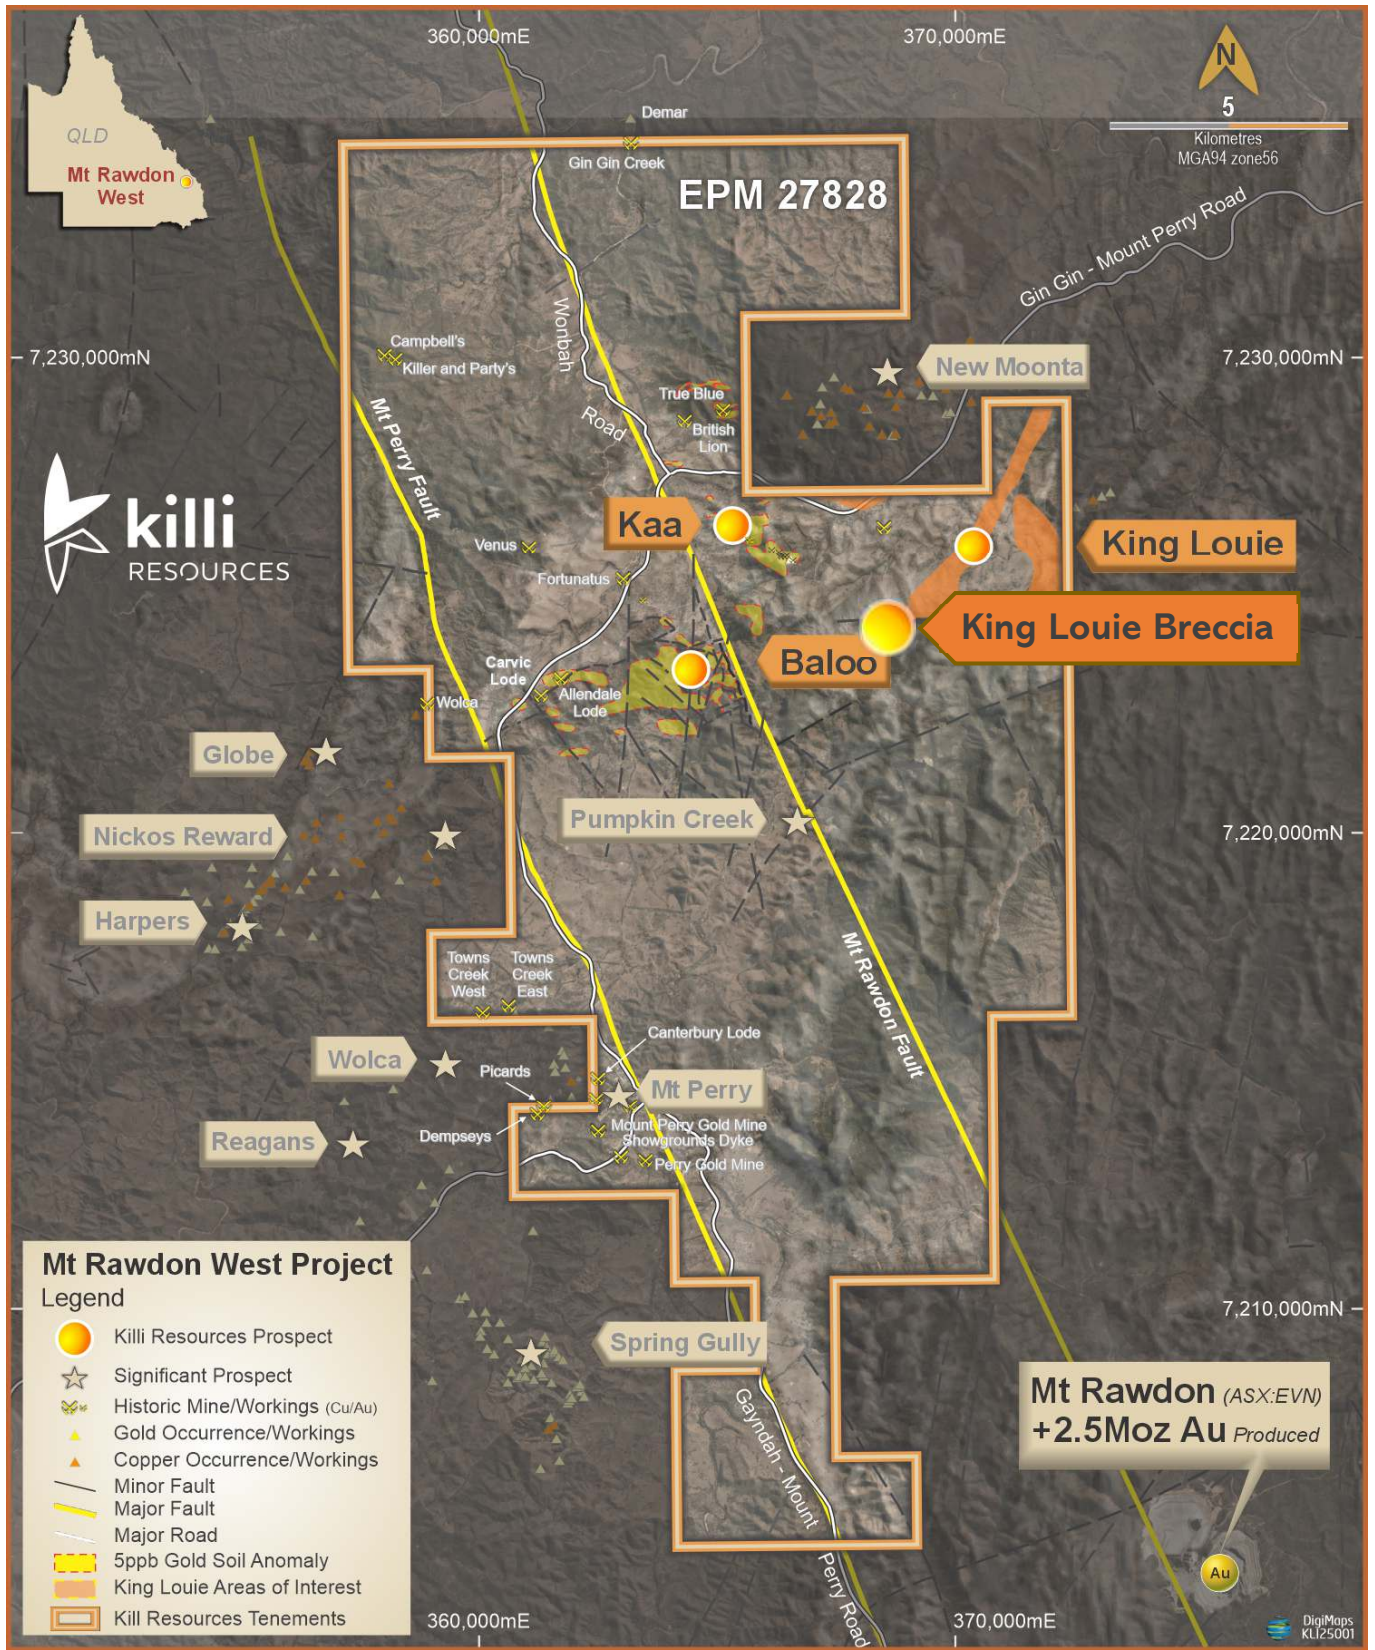 360,000mE
370,000mE
N
5
Kilometres
MGA94 zone56
QLD
Mt Rawdon
West
Demar
Gin Gin Creek
EPM 27828
Gin Gin - Mount Perry Road
Wonbah
Road
7,230,000mN
7,230,000mN
Campbell's
Killer and Party's
New Moonta
True Blue
British
Lion
Mt Perry Fault
killi
RESOURCES
Kaa
King Louie
Venus
Fortunatus
King Louie Breccia
Baloo
Carvic
Lode
Allendale
Lode
Wolca
Globe
Nickos Reward
Pumpkin Creek
7,220,000mN
Harpers
Mt Rawdon Fault
Towns
Creek
West
Towns
Creek
East
Canterbury Lode
Wolca
Picards
Mt Perry
Dempseys
Mount Perry Gold Mine
Showgrounds Dyke
Perry Gold Mine
Reagans
7,210,000mN
Spring Gully
Gayndah - Mount
Perry Road
Mt Rawdon (ASX:EVN)
+2.5Moz Au Produced
Au
Mt Rawdon West Project
Legend
Killi Resources Prospect
Significant Prospect
Historic Mine/Workings (Cu/Au)
Gold Occurrence/Workings
Copper Occurrence/Workings
Minor Fault
Major Fault
Major Road
5ppb Gold Soil Anomaly
King Louie Areas of Interest
Kill Resources Tenements
360,000mE
370,000mE
DigiMaps
KLI25001